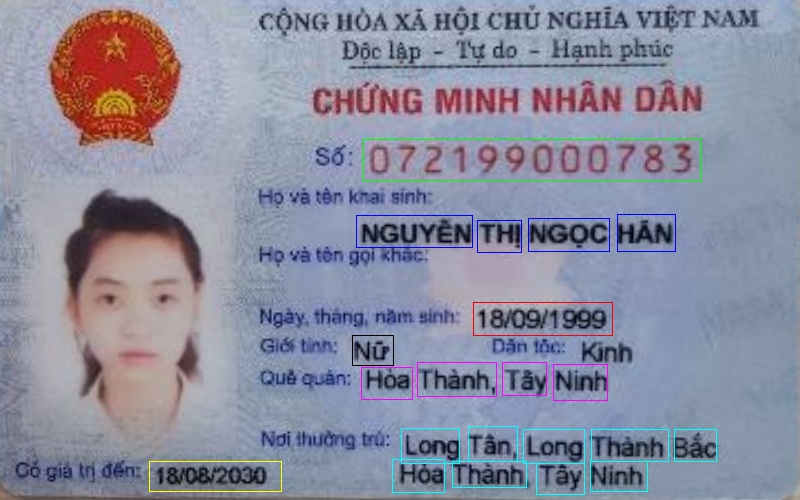 CỘNG HÒA XÃ HỘI CHỦ NGHĨA VIỆT NAM
Độc lập - Tự do - Hạnh phúc
CHỨNG MINH NHÂN DÂN
Số: 072199000783
Họ và tên khai sinh:
NGUYỄN THỊ NGỌC HÂN
Họ và tên gọi khác:
Ngày, tháng, năm sinh: 18/09/1999
Giới tính: Nữ Dân tộc: Kinh
Quê quán: Hòa Thành, Tây Ninh
Nơi thường trú: Long Tân, Long Thành Bắc
Hòa Thành, Tây Ninh
Có giá trị đến: 18/08/2030